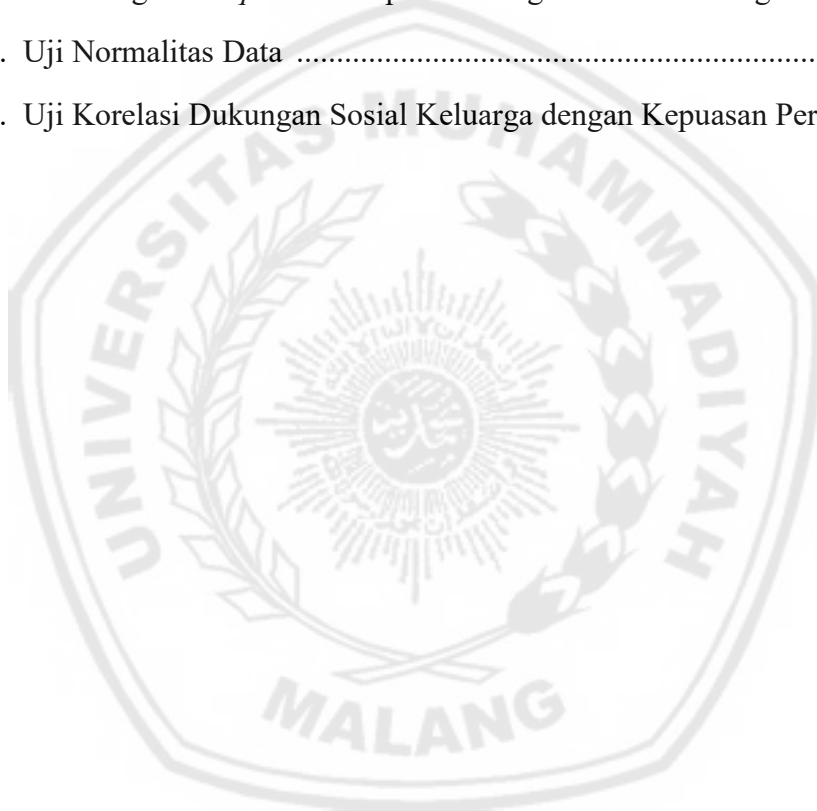 . Uji Normalitas Data ..................................................................
. Uji Korelasi Dukungan Sosial Keluarga dengan Kepuasan Per
UNIVERSITAS MUHAMMADIYAH
MALANG